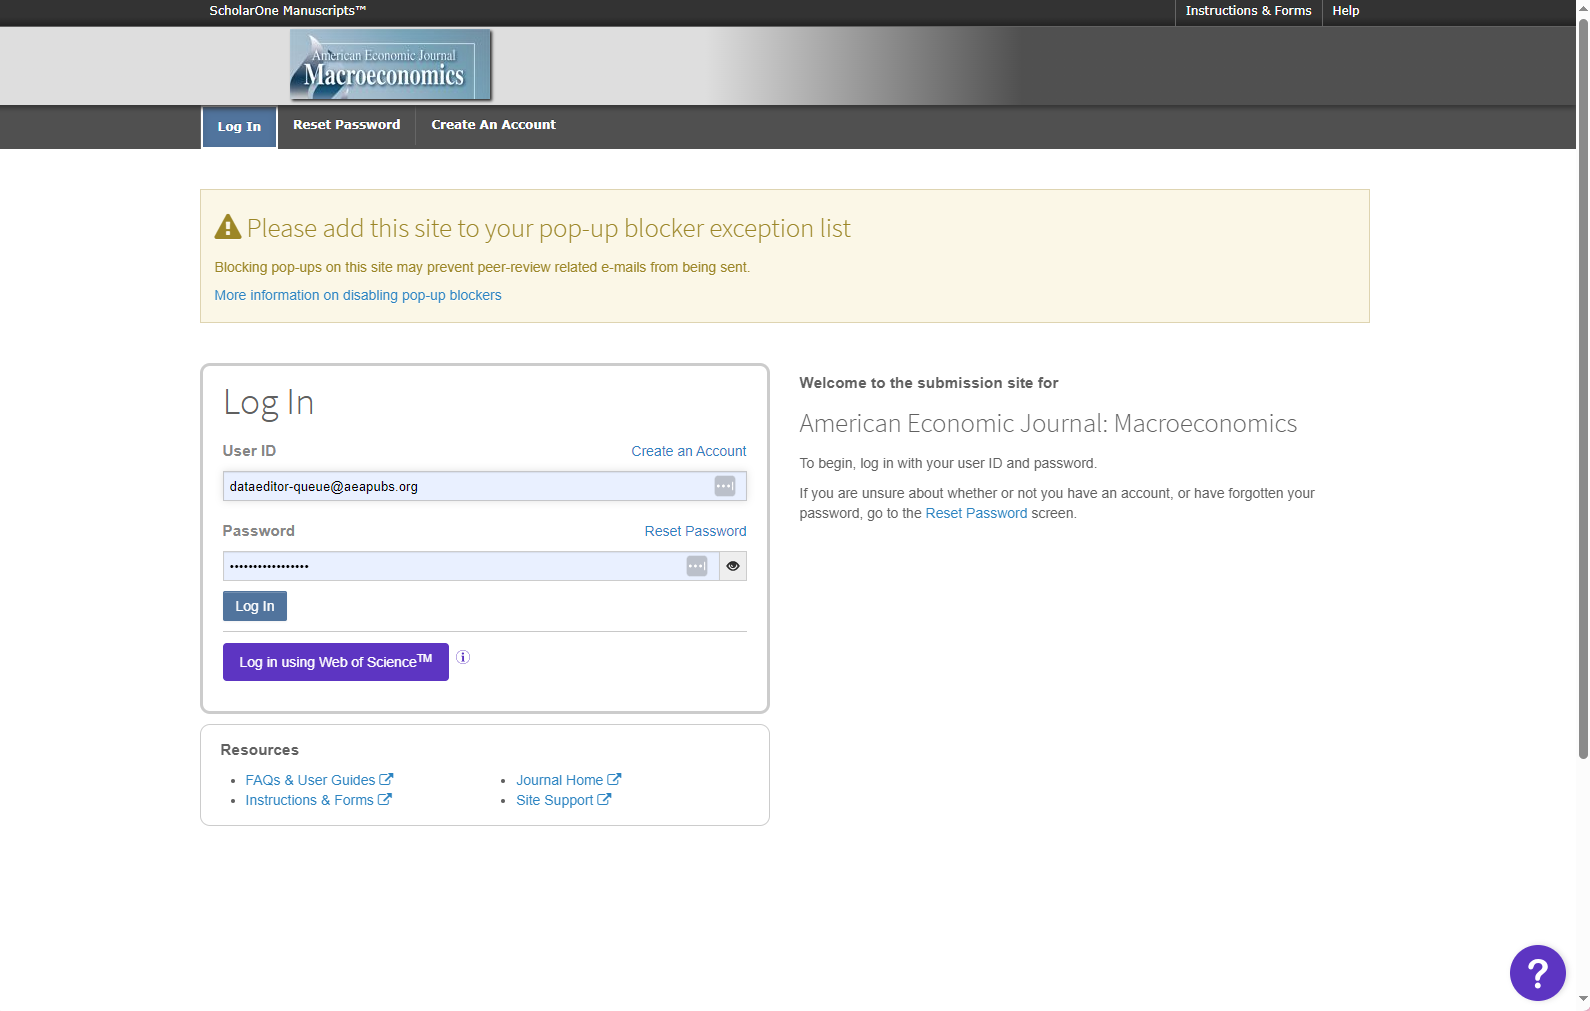 ScholarOne Manuscripts™
Instructions & Forms
Help
American Economic Journal
Macroeconomics
Log In
Reset Password
Create An Account
Please add this site to your pop-up blocker exception list
Blocking pop-ups on this site may prevent peer-review related e-mails from being sent.
More information on disabling pop-up blockers
Log In
User ID
Create an Account
dataeditor-queue@aeapubs.org
Password
Reset Password
•••••••••••••••••
Log In
Log in using Web of Science™
Resources
FAQs & User Guides
Instructions & Forms
Journal Home
Site Support
Welcome to the submission site for
American Economic Journal: Macroeconomics
To begin, log in with your user ID and password.
If you are unsure about whether or not you have an account, or have forgotten your
password, go to the Reset Password screen.
?